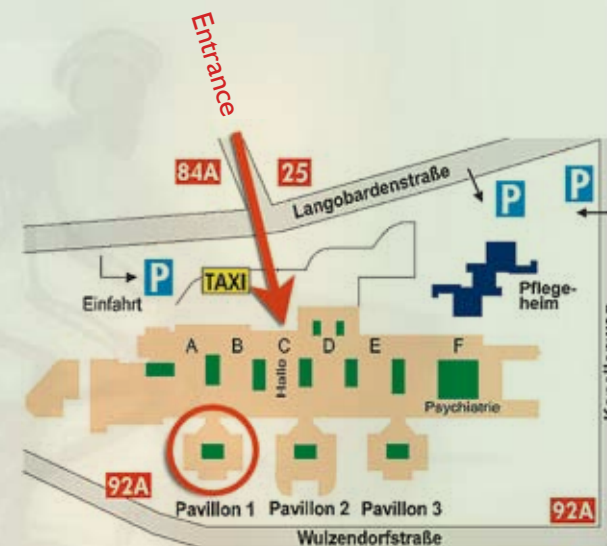 Entrance
84A
25
Langobardenstraße
P
P
P
TAXI
Einfahrt
Pflege-
heim
A B C D E F
Halle
Psychiatrie
92A
Pavillon 1 Pavillon 2 Pavillon 3
92A
Wulzendorfstraße